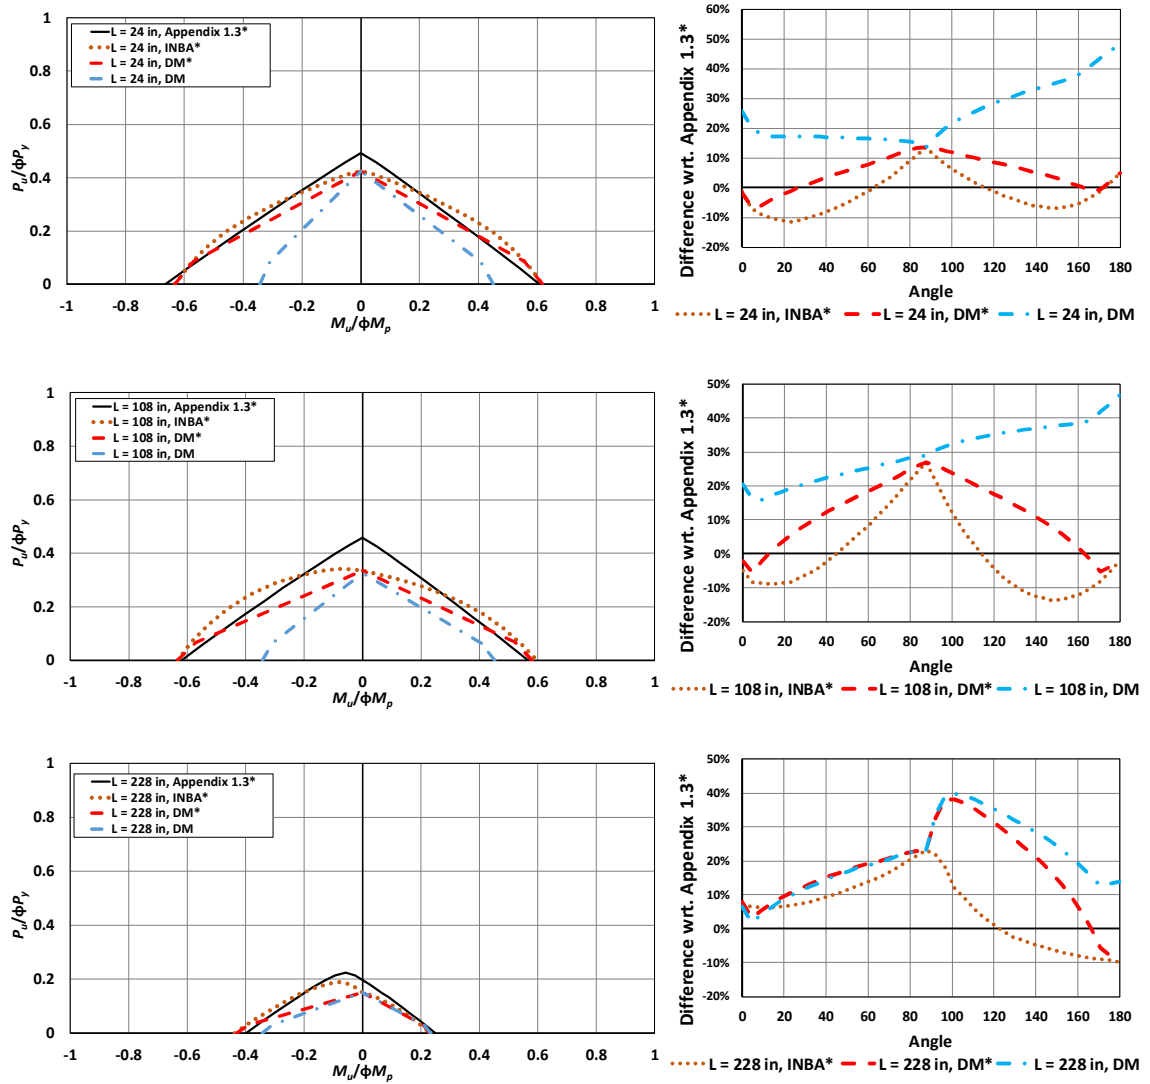 L = 24 in, Appendix 1.3*
L = 24 in, INBA*
L = 24 in, DM*
L = 24 in, DM
1
0.8
0.6
0.4
0.2
0
-1 -0.8 -0.6 -0.4 -0.2 0 0.2 0.4 0.6 0.8 1
Pu/ϕPy
Mu/ϕMp
60%
50%
40%
30%
20%
10%
0%
-10%
-20%
0 20 40 60 80 100 120 140 160 180
Difference wrt. Appendix 1.3*
Angle
L = 24 in, INBA* L = 24 in, DM* L = 24 in, DM
L = 108 in, Appendix 1.3*
L = 108 in, INBA*
L = 108 in, DM*
L = 108 in, DM
1
0.8
0.6
0.4
0.2
0
-1 -0.8 -0.6 -0.4 -0.2 0 0.2 0.4 0.6 0.8 1
Pu/ϕPy
Mu/ϕMp
50%
40%
30%
20%
10%
0%
-10%
-20%
0 20 40 60 80 100 120 140 160 180
Difference wrt. Appendix 1.3*
Angle
L = 108 in, INBA* L = 108 in, DM* L = 108 in, DM
L = 228 in, Appendix 1.3*
L = 228 in, INBA*
L = 228 in, DM*
L = 228 in, DM
1
0.8
0.6
0.4
0.2
0
-1 -0.8 -0.6 -0.4 -0.2 0 0.2 0.4 0.6 0.8 1
Pu/ϕPy
Mu/ϕMp
50%
40%
30%
20%
10%
0%
-10%
-20%
0 20 40 60 80 100 120 140 160 180
Difference wrt. Appendix 1.3*
Angle
L = 228 in, INBA* L = 228 in, DM* L = 228 in, DM